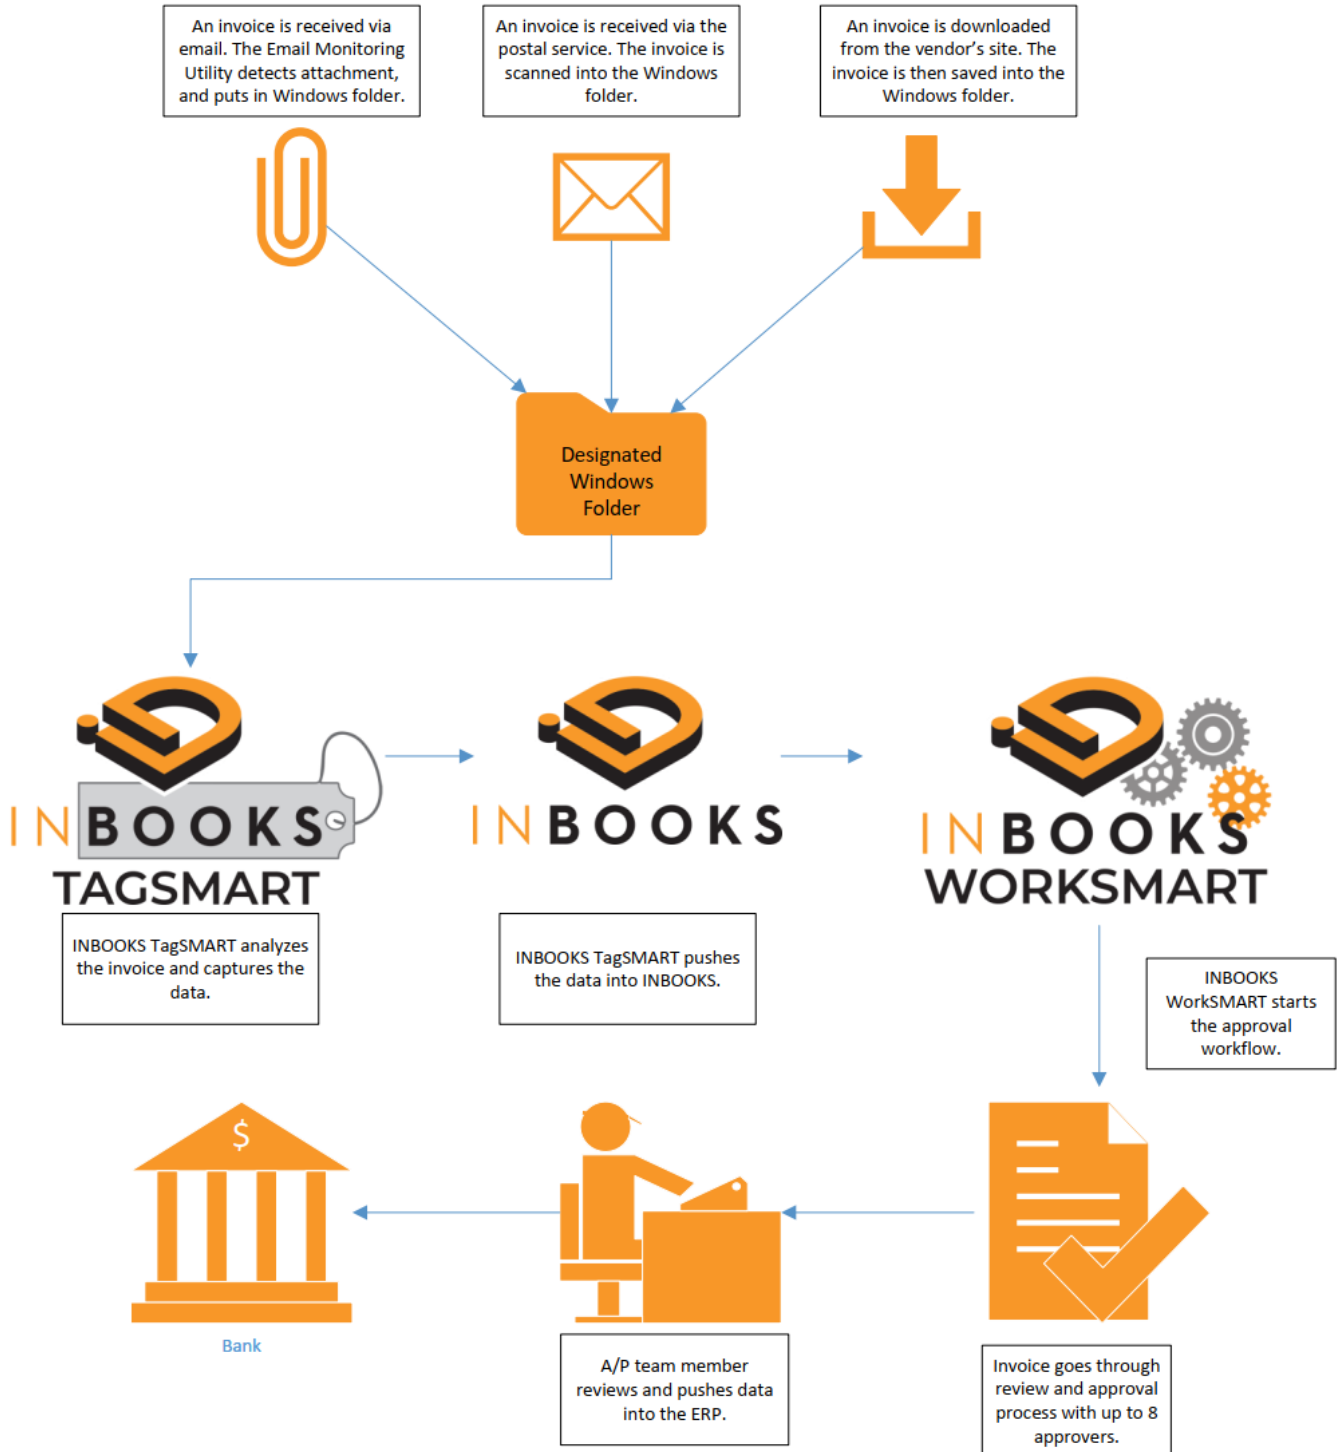 An invoice is received via
email. The Email Monitoring
Utility detects attachment,
and puts in Windows folder.
An invoice is received via the
postal service. The invoice is
scanned into the Windows
folder.
An invoice is downloaded
from the vendor's site. The
invoice is then saved into the
Windows folder.
Designated
Windows
Folder
INBOOKS
TAGSMART
INBOOKS
INBOOKS
WORKSMART
INBOOKS TagSMART analyzes
the invoice and captures the
data.
INBOOKS TagSMART pushes
the data into INBOOKS.
INBOOKS
WorkSMART starts
the approval
workflow.
$
Bank
A/P team member
reviews and pushes data
into the ERP.
Invoice goes through
review and approval
process with up to 8
approvers.